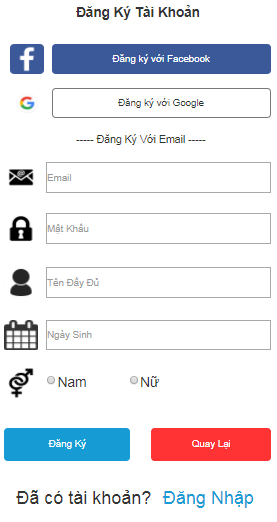 Đăng Ký Tài Khoản
Đăng ký với Facebook
Đăng ký với Google
----- Đăng Ký Với Email -----
Email
Mật Khẩu
Tên Đầy Đủ
Ngày Sinh
Nam Nữ
Đăng Ký Quay Lại
Đã có tài khoản? Đăng Nhập